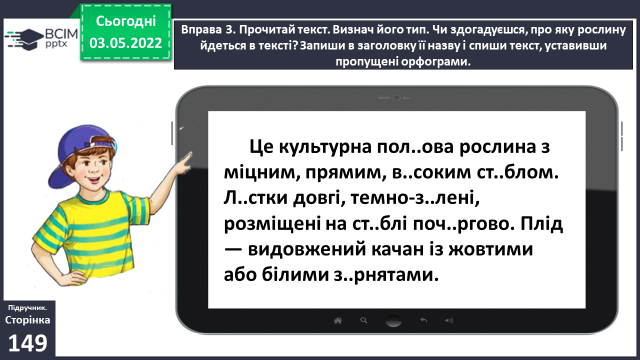 Сьогодні
03.05.2022
BCIM
pptx
Вправа 3. Прочитай текст. Визнач його тип. Чи здогадуєшся, про яку рослину
йдеться в тексті? Запиши в заголовку її назву і спиши текст, уставивши
пропущені орфограми.
Це культурна пол..ова рослина з
міцним, прямим, в..соким ст..блом.
Л..стки довгі, темно-з..лені,
розміщені на ст..блі поч..ргово. Плід
— видовжений качан із жовтими
або білими з..рнятами.
Підручник.
Сторінка
149